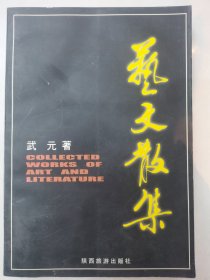 藝文散集
武 元 著
COLLECTED
WORKS OF
ART AND
LITERATURE
陕西旅游出版社